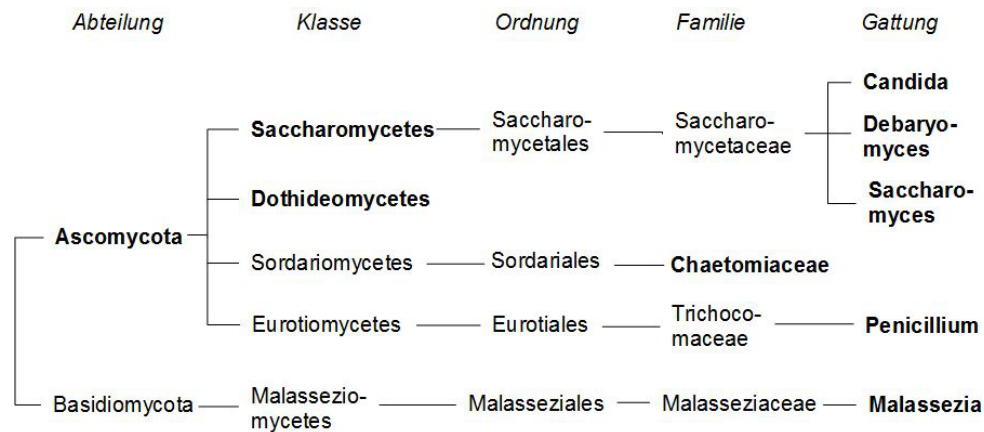 Abteilung Klasse Ordnung Familie Gattung
Candida
Saccharomycetes Saccharo-
mycetales Saccharo-
mycetaceae Debaryo-
myces
Dothideomycetes Saccharo-
myces
Ascomycota
Sordariomycetes Sordariales Chaetomiaceae
Eurotiomycetes Eurotiales Trichoco-
maceae Penicillium
Basidiomycota Malassezio-
mycetes Malasseziales Malasseziaceae Malassezia